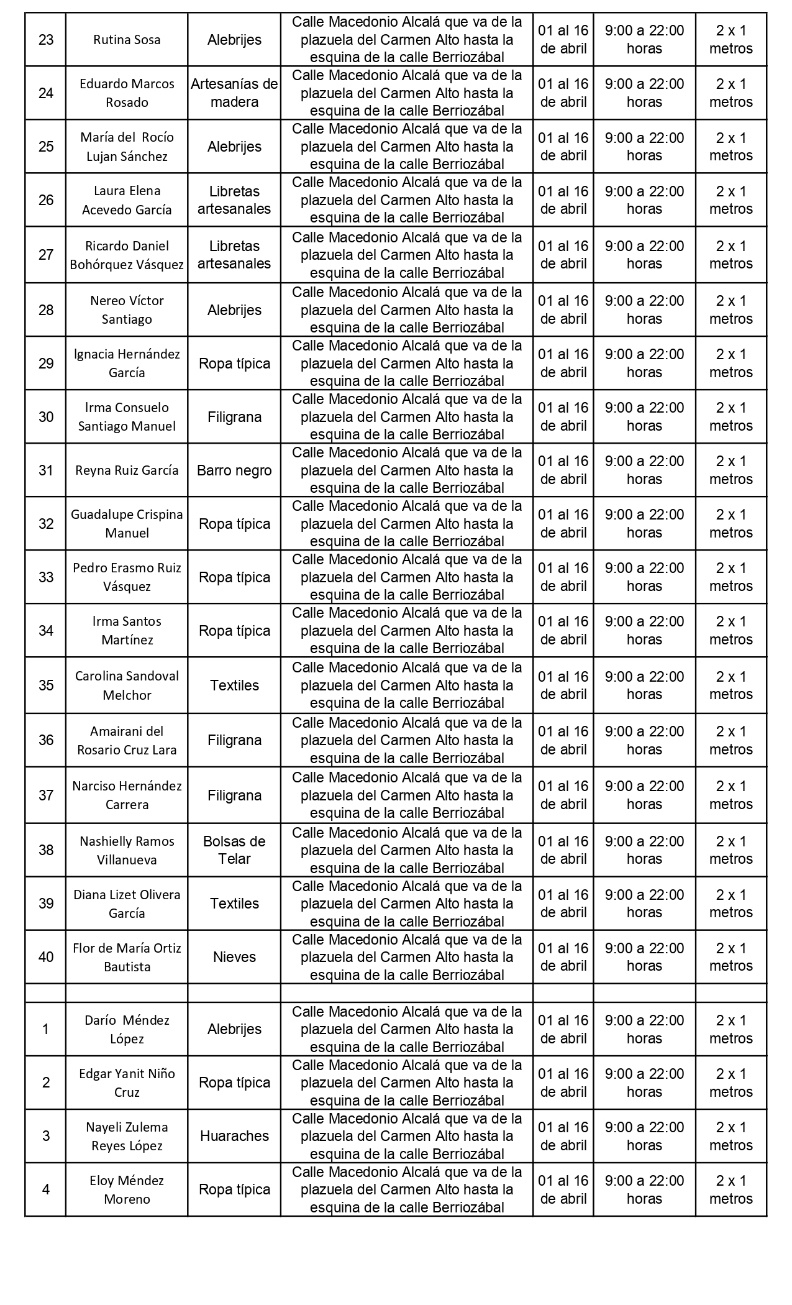 23 Rutina Sosa Alebrijes Calle Macedonio Alcalá que va de la plazuela del Carmen Alto hasta la esquina de la calle Berriozábal 01 al 16 de abril 9:00 a 22:00 horas 2 x 1 metros
24 Eduardo Marcos Rosado Artesanías de madera Calle Macedonio Alcalá que va de la plazuela del Carmen Alto hasta la esquina de la calle Berriozábal 01 al 16 de abril 9:00 a 22:00 horas 2 x 1 metros
25 María del Rocío Lujan Sánchez Alebrijes Calle Macedonio Alcalá que va de la plazuela del Carmen Alto hasta la esquina de la calle Berriozábal 01 al 16 de abril 9:00 a 22:00 horas 2 x 1 metros
26 Laura Elena Acevedo García Libretas artesanales Calle Macedonio Alcalá que va de la plazuela del Carmen Alto hasta la esquina de la calle Berriozábal 01 al 16 de abril 9:00 a 22:00 horas 2 x 1 metros
27 Ricardo Daniel Bohórquez Vásquez Libretas artesanales Calle Macedonio Alcalá que va de la plazuela del Carmen Alto hasta la esquina de la calle Berriozábal 01 al 16 de abril 9:00 a 22:00 horas 2 x 1 metros
28 Nereo Víctor Santiago Alebrijes Calle Macedonio Alcalá que va de la plazuela del Carmen Alto hasta la esquina de la calle Berriozábal 01 al 16 de abril 9:00 a 22:00 horas 2 x 1 metros
29 Ignacia Hernández García Ropa típica Calle Macedonio Alcalá que va de la plazuela del Carmen Alto hasta la esquina de la calle Berriozábal 01 al 16 de abril 9:00 a 22:00 horas 2 x 1 metros
30 Irma Consuelo Santiago Manuel Filigrana Calle Macedonio Alcalá que va de la plazuela del Carmen Alto hasta la esquina de la calle Berriozábal 01 al 16 de abril 9:00 a 22:00 horas 2 x 1 metros
31 Reyna Ruiz García Barro negro Calle Macedonio Alcalá que va de la plazuela del Carmen Alto hasta la esquina de la calle Berriozábal 01 al 16 de abril 9:00 a 22:00 horas 2 x 1 metros
32 Guadalupe Crispina Manuel Ropa típica Calle Macedonio Alcalá que va de la plazuela del Carmen Alto hasta la esquina de la calle Berriozábal 01 al 16 de abril 9:00 a 22:00 horas 2 x 1 metros
33 Pedro Erasmo Ruiz Vásquez Ropa típica Calle Macedonio Alcalá que va de la plazuela del Carmen Alto hasta la esquina de la calle Berriozábal 01 al 16 de abril 9:00 a 22:00 horas 2 x 1 metros
34 Irma Santos Martínez Ropa típica Calle Macedonio Alcalá que va de la plazuela del Carmen Alto hasta la esquina de la calle Berriozábal 01 al 16 de abril 9:00 a 22:00 horas 2 x 1 metros
35 Carolina Sandoval Melchor Textiles Calle Macedonio Alcalá que va de la plazuela del Carmen Alto hasta la esquina de la calle Berriozábal 01 al 16 de abril 9:00 a 22:00 horas 2 x 1 metros
36 Amairani del Rosario Cruz Lara Filigrana Calle Macedonio Alcalá que va de la plazuela del Carmen Alto hasta la esquina de la calle Berriozábal 01 al 16 de abril 9:00 a 22:00 horas 2 x 1 metros
37 Narciso Hernández Carrera Filigrana Calle Macedonio Alcalá que va de la plazuela del Carmen Alto hasta la esquina de la calle Berriozábal 01 al 16 de abril 9:00 a 22:00 horas 2 x 1 metros
38 Nashielly Ramos Villanueva Bolsas de Telar Calle Macedonio Alcalá que va de la plazuela del Carmen Alto hasta la esquina de la calle Berriozábal 01 al 16 de abril 9:00 a 22:00 horas 2 x 1 metros
39 Diana Lizet Olivera García Textiles Calle Macedonio Alcalá que va de la plazuela del Carmen Alto hasta la esquina de la calle Berriozábal 01 al 16 de abril 9:00 a 22:00 horas 2 x 1 metros
40 Flor de María Ortiz Bautista Nieves Calle Macedonio Alcalá que va de la plazuela del Carmen Alto hasta la esquina de la calle Berriozábal 01 al 16 de abril 9:00 a 22:00 horas 2 x 1 metros
1 Darío Méndez López Alebrijes Calle Macedonio Alcalá que va de la plazuela del Carmen Alto hasta la esquina de la calle Berriozábal 01 al 16 de abril 9:00 a 22:00 horas 2 x 1 metros
2 Edgar Yanit Niño Cruz Ropa típica Calle Macedonio Alcalá que va de la plazuela del Carmen Alto hasta la esquina de la calle Berriozábal 01 al 16 de abril 9:00 a 22:00 horas 2 x 1 metros
3 Nayeli Zulema Reyes López Huaraches Calle Macedonio Alcalá que va de la plazuela del Carmen Alto hasta la esquina de la calle Berriozábal 01 al 16 de abril 9:00 a 22:00 horas 2 x 1 metros
4 Eloy Méndez Moreno Ropa típica Calle Macedonio Alcalá que va de la plazuela del Carmen Alto hasta la esquina de la calle Berriozábal 01 al 16 de abril 9:00 a 22:00 horas 2 x 1 metros